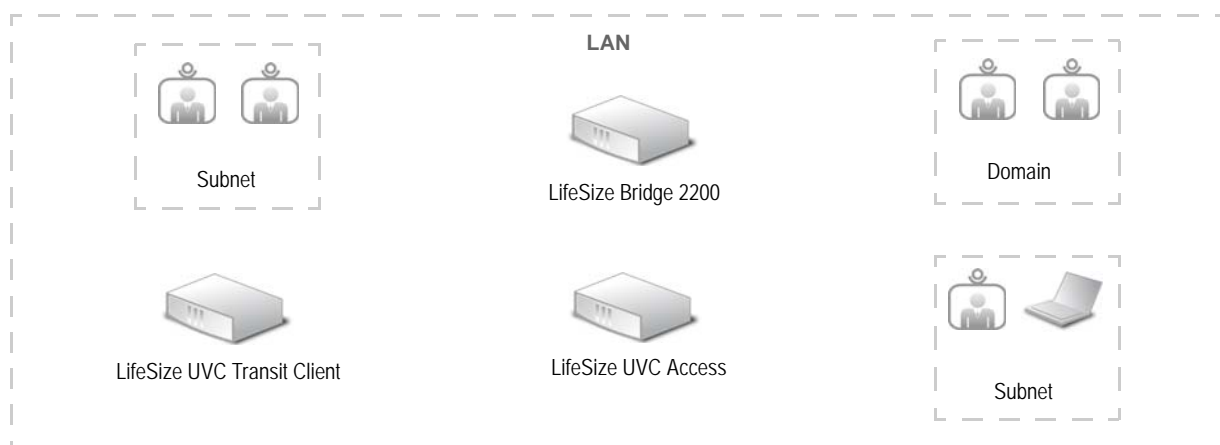 LAN
Subnet
LifeSize Bridge 2200
Domain
LifeSize UVC Transit Client
LifeSize UVC Access
Subnet